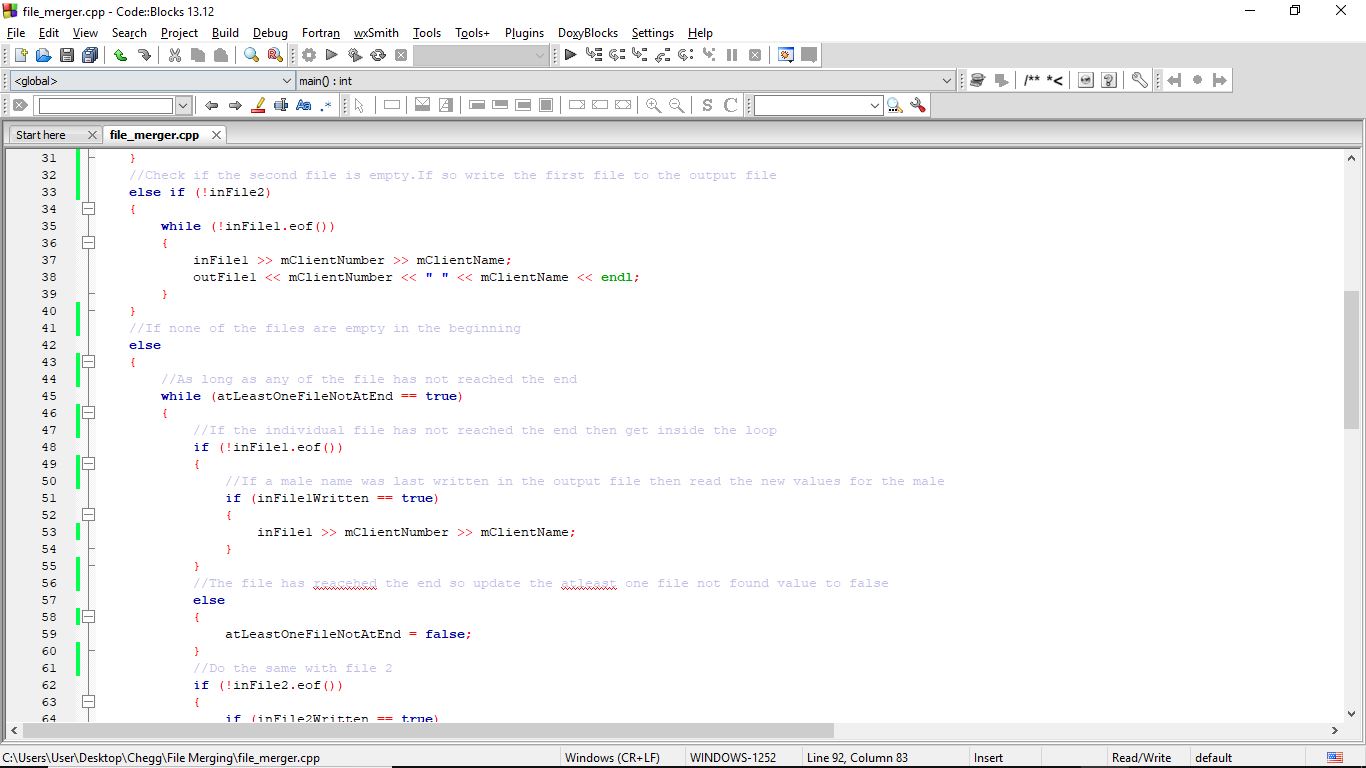 file_merger.cpp - Code::Blocks 13.12
File Edit View Search Project Build Debug Fortran wxSmith Tools Tools+ Plugins DoxyBlocks Settings Help
<global> main() : int
/** *<
Aa .* S C
Start here file_merger.cpp
31 }
32 //Check if the second file is empty.If so write the first file to the output file
33 else if (!inFile2)
34 {
35 while (!inFile1.eof())
36 {
37 inFile1 >> mClientNumber >> mClientName;
38 outFile1 << mClientNumber << " " << mClientName << endl;
39 }
40 }
41 //If none of the files are empty in the beginning
42 else
43 {
44 //As long as any of the file has not reached the end
45 while (atLeastOneFileNotAtEnd == true)
46 {
47 //If the individual file has not reached the end then get inside the loop
48 if (!inFile1.eof())
49 {
50 //If a male name was last written in the output file then read the new values for the male
51 if (inFile1Written == true)
52 {
53 inFile1 >> mClientNumber >> mClientName;
54 }
55 }
56 //The file has reacehed the end so update the atleast one file not found value to false
57 else
58 {
59 atLeastOneFileNotAtEnd = false;
60 }
61 //Do the same with file 2
62 if (!inFile2.eof())
63 {
64 if (inFile2Written == true)
C:\Users\User\Desktop\Chegg\File Merging\file_merger.cpp Windows (CR+LF) WINDOWS-1252 Line 92, Column 83 Insert Read/Write default